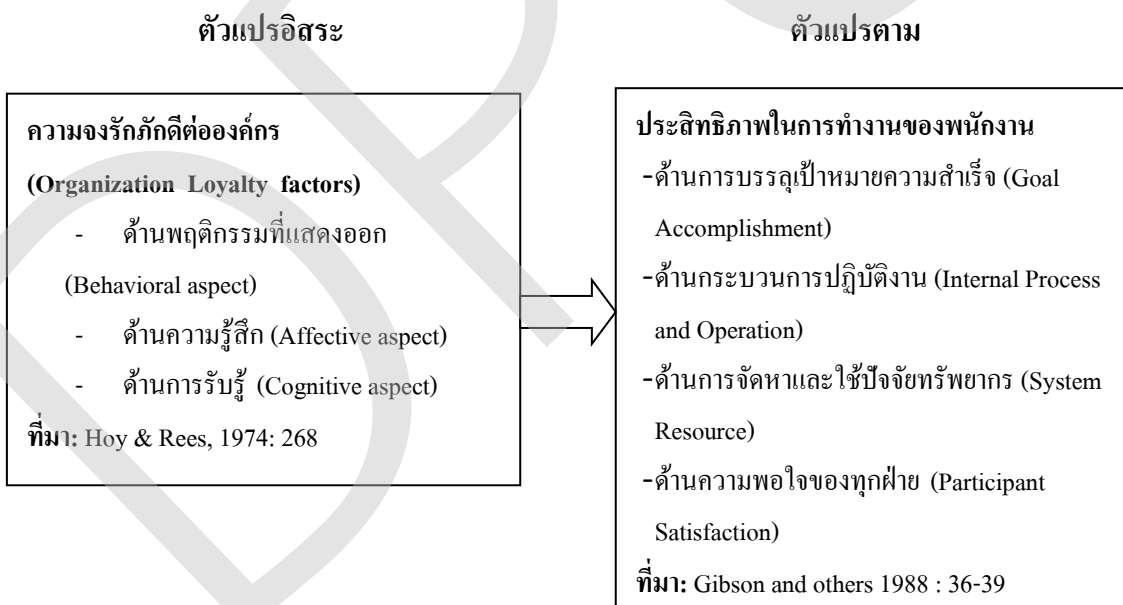 ตัวแปรอิสระ
ความจงรักภักดีต่อองค์กร
(Organization Loyalty factors)
- ด้านพฤติกรรมที่แสดงออก
(Behavioral aspect)
- ด้านความรู้สึก (Affective aspect)
- ด้านการรับรู้ (Cognitive aspect)
ที่มา: Hoy & Rees, 1974: 268
ตัวแปรตาม
ประสิทธิภาพในการทำงานของพนักงาน
-ด้านการบรรลุเป้าหมายความสำเร็จ (Goal
Accomplishment)
-ด้านกระบวนการปฏิบัติงาน (Internal Process
and Operation)
-ด้านการจัดหาและใช้ปัจจัยทรัพยากร (System
Resource)
-ด้านความพอใจของทุกฝ่าย (Participant
Satisfaction)
ที่มา: Gibson and others 1988 : 36-39